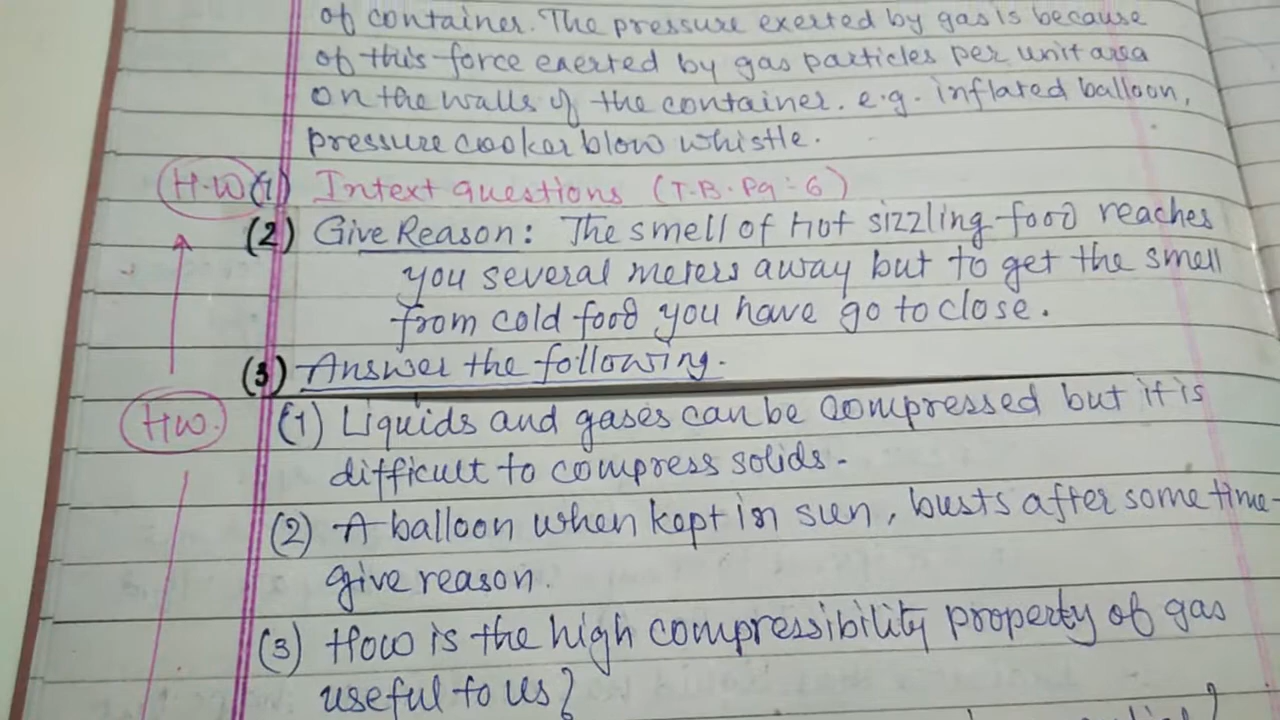 of container. The pressure exerted by gas is because
of this force exerted by gas particles per unit area
on the walls of the container. e.g. inflated balloon,
pressure cooker blow whistle.
H.W (1) Intext questions (T.B. Pg:6)
(2) Give Reason: The smell of hot sizzling food reaches
you several meters away but to get the smell
from cold food you have go to close.
(3) Answer the following.
HW. (1) Liquids and gases can be compressed but it is
difficult to compress solids.
(2) A balloon when kept in sun, busts after some time
give reason.
(3) How is the high compressibility property of gas
useful to us?